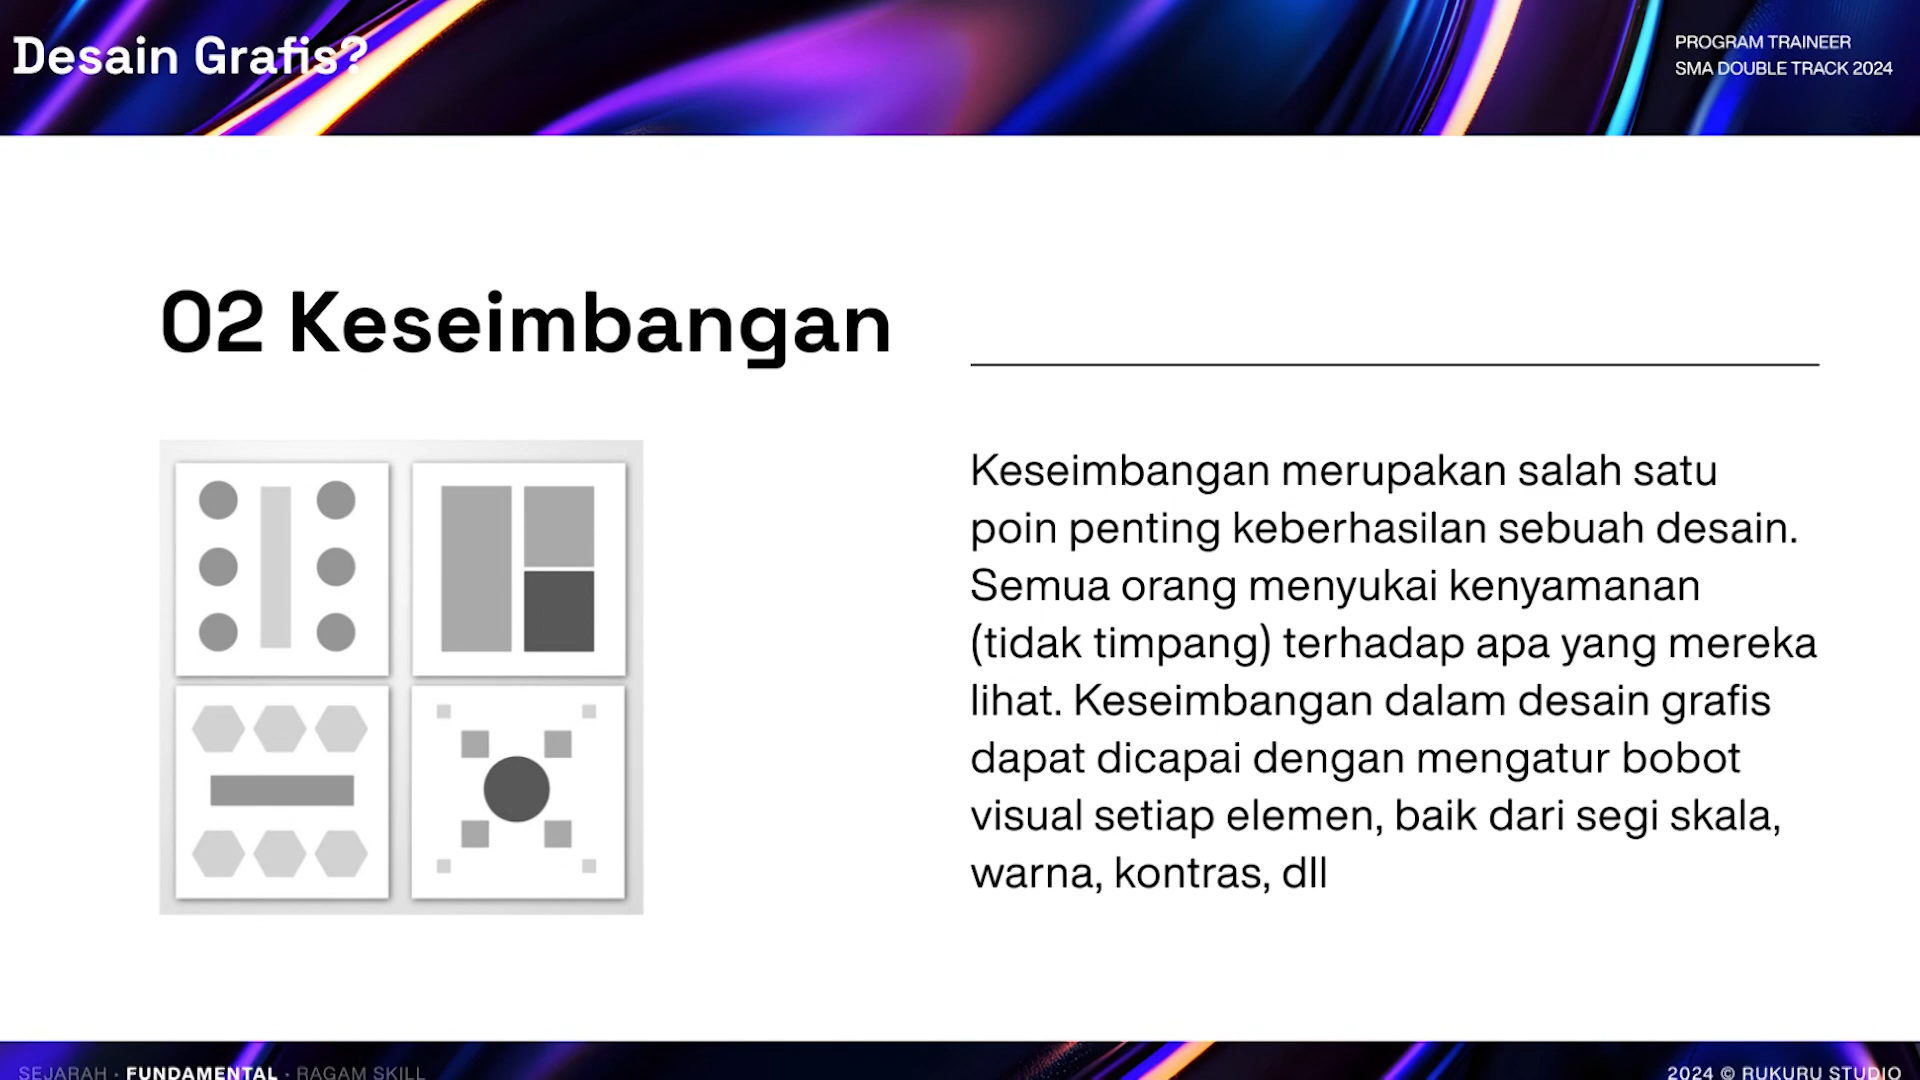 Desain Grafis?
PROGRAM TRAINEER
SMA DOUBLE TRACK 2024
02 Keseimbangan
Keseimbangan merupakan salah satu
poin penting keberhasilan sebuah desain.
Semua orang menyukai kenyamanan
(tidak timpang) terhadap apa yang mereka
lihat. Keseimbangan dalam desain grafis
dapat dicapai dengan mengatur bobot
visual setiap elemen, baik dari segi skala,
warna, kontras, dll
SEJARAH · FUNDAMENTAL · RAGAM SKILL
2024 © RUKURU STUDIO